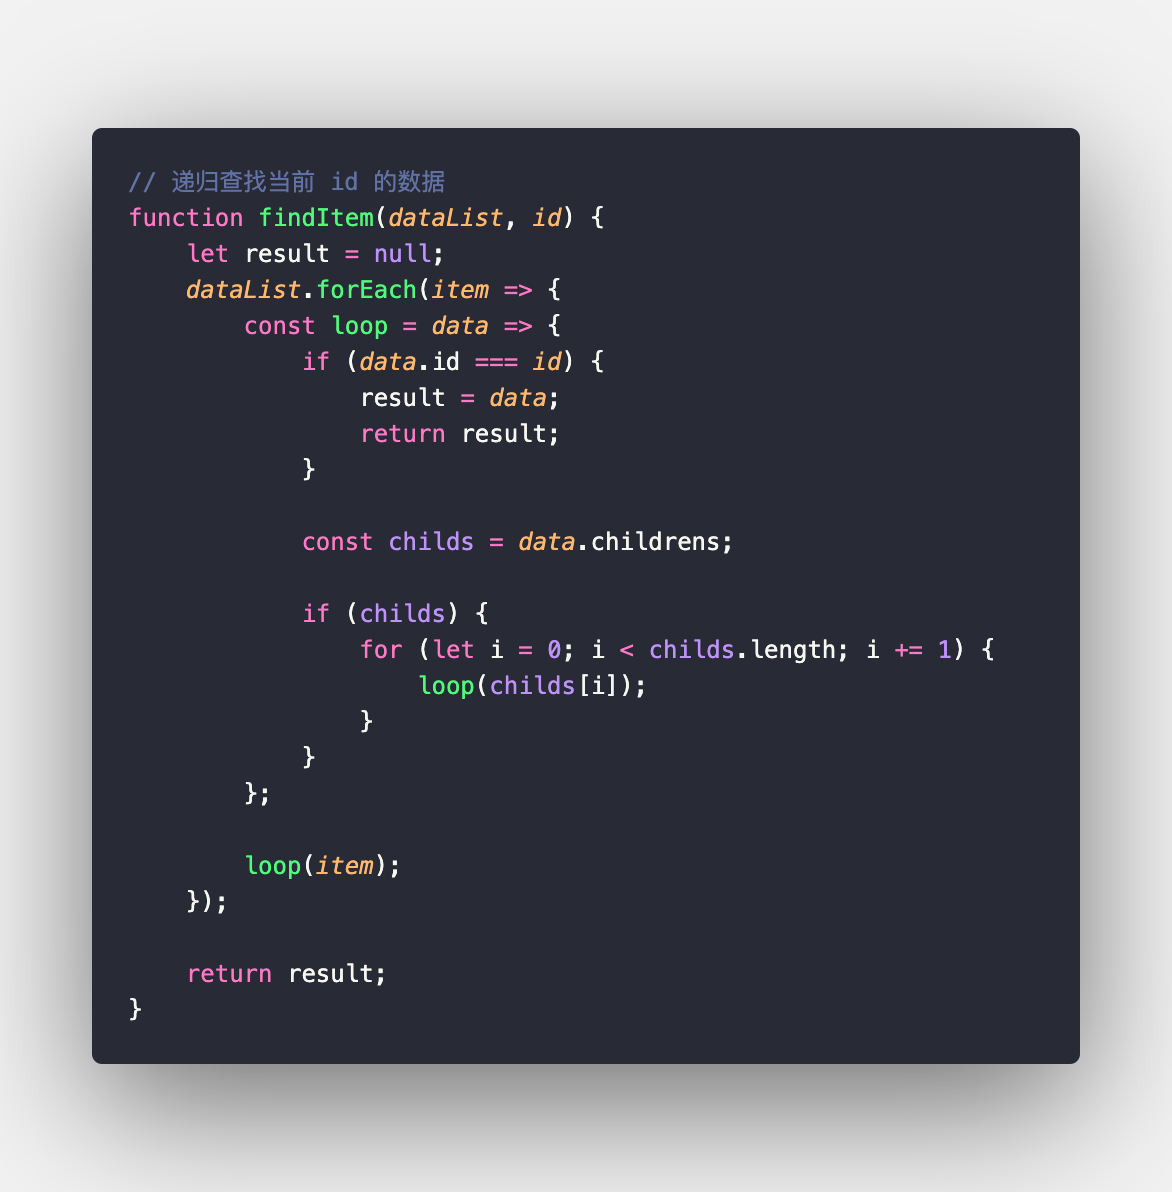 // 递归查找当前 id 的数据
function findItem(dataList, id) {
    let result = null;
    dataList.forEach(item => {
        const loop = data => {
            if (data.id === id) {
                result = data;
                return result;
            }

            const childs = data.childrens;

            if (childs) {
                for (let i = 0; i < childs.length; i += 1) {
                    loop(childs[i]);
                }
            }
        };

        loop(item);
    });

    return result;
}